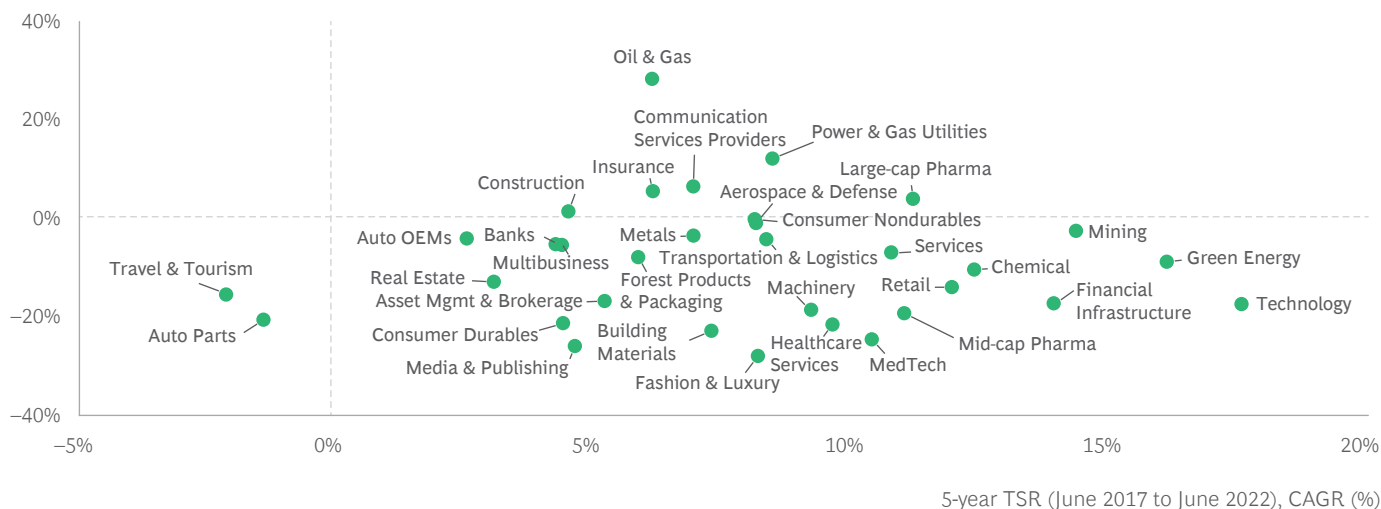 40%
Oil & Gas
20%
Communication
Services Providers
Power & Gas Utilities
Insurance
Large-cap Pharma
Construction
Aerospace & Defense
0%
Consumer Nondurables
Auto OEMs
Banks
Metals
Mining
Services
Multibusiness
Transportation & Logistics
Green Energy
Travel & Tourism
Chemical
Real Estate
Forest Products
& Packaging
Machinery
Retail
Financial
Infrastructure
Asset Mgmt & Brokerage
Technology
–20%
Auto Parts
Consumer Durables
Building
Materials
Healthcare
Services
Mid-cap Pharma
Media & Publishing
MedTech
Fashion & Luxury
–40%
–5%
0%
5%
10%
15%
20%
5-year TSR (June 2017 to June 2022), CAGR (%)